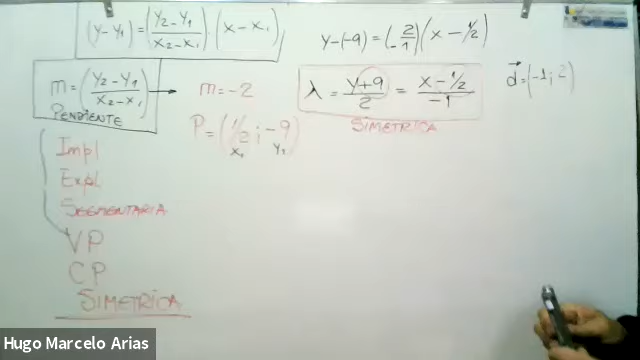 (y-y₁)=(y₂-y₁/x₂-x₁)·(x-x₁)
y-(-9)=(-2/1)(x-1/2)
m=(y₂-y₁/x₂-x₁) → m=-2
PENDIENTE
λ=y+9/2=x-1/2/-1
SIMETRICA
d⃗=(-1;2)
P=(1/2;-9)
x₁ y₁
Impl
Expl
SEGMENTARIA
VP
CP
SIMETRICA
Hugo Marcelo Arias